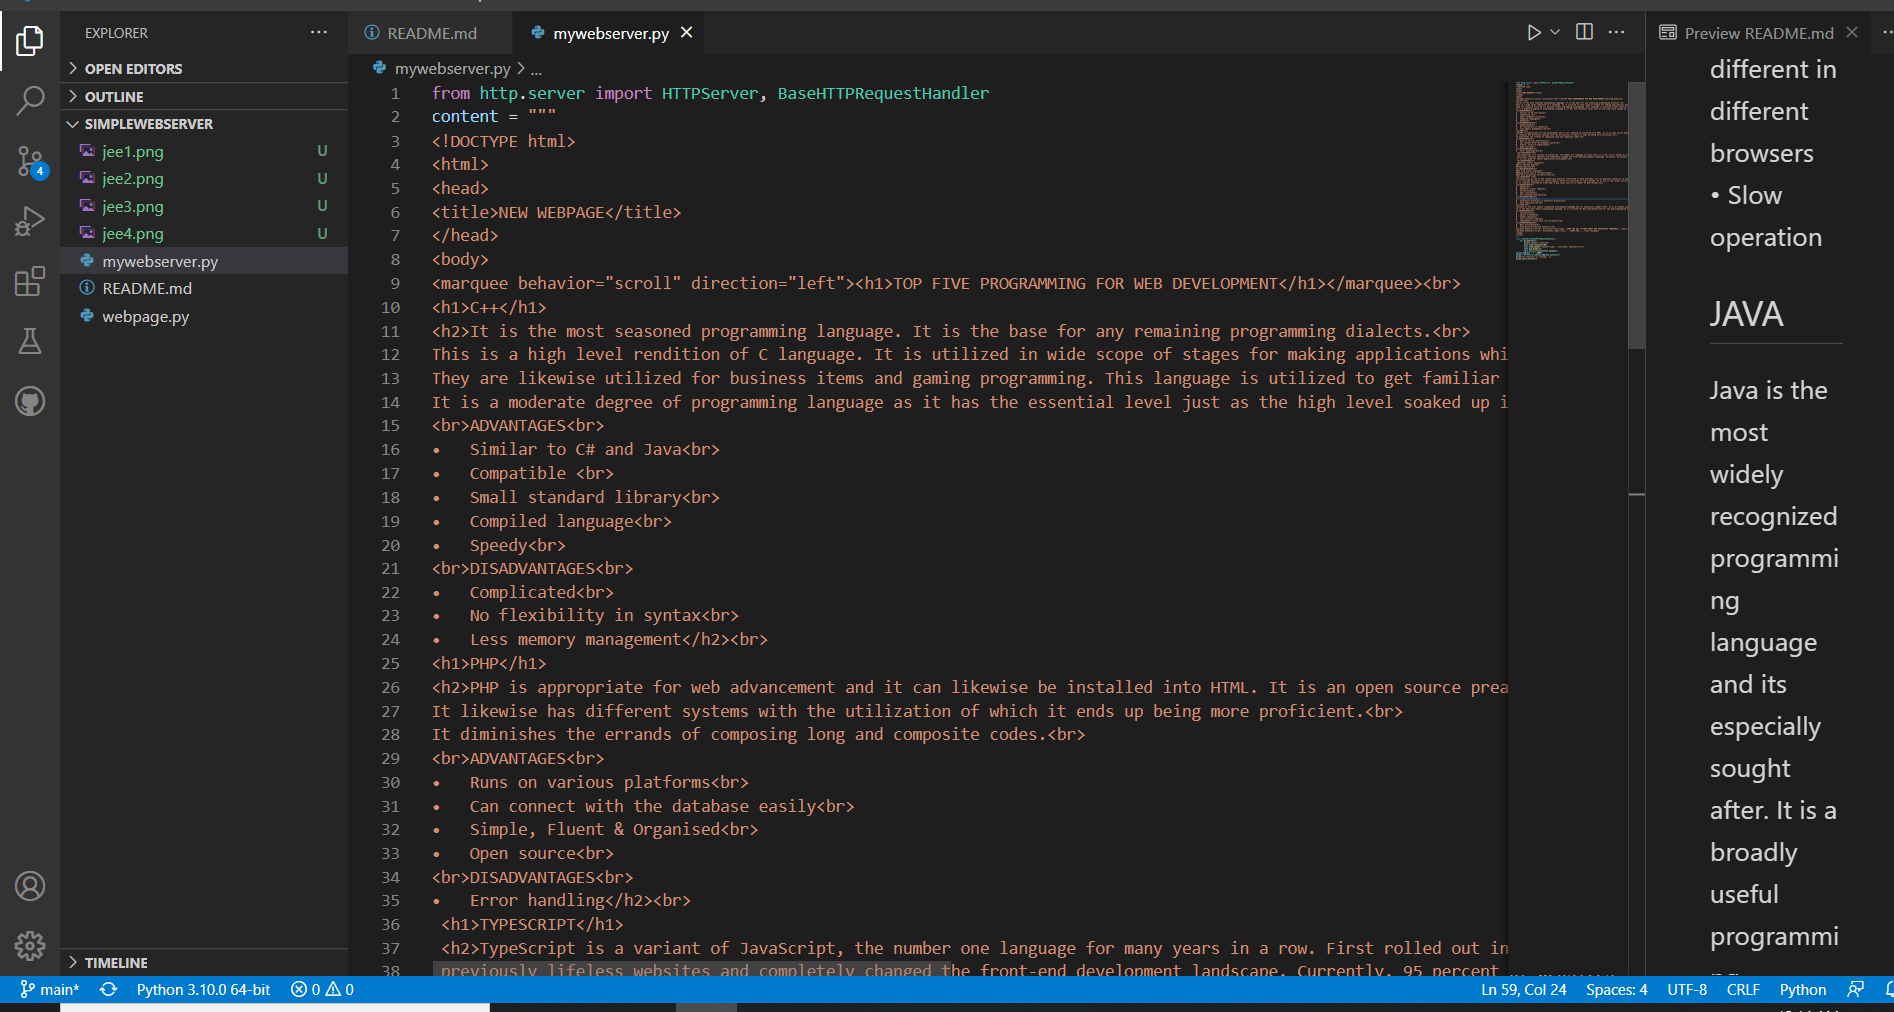 EXPLORER
OPEN EDITORS
OUTLINE
SIMPLEWEBSERVER
jee1.png U
jee2.png U
jee3.png U
jee4.png U
mywebserver.py
README.md
webpage.py
TIMELINE
4
README.md
mywebserver.py
mywebserver.py > ...
1 from http.server import HTTPServer, BaseHTTPRequestHandler
2 content = """
3 <!DOCTYPE html>
4 <html>
5 <head>
6 <title>NEW WEBPAGE</title>
7 </head>
8 <body>
9 <marquee behavior="scroll" direction="left"><h1>TOP FIVE PROGRAMMING FOR WEB DEVELOPMENT</h1></marquee><br>
10 <h1>C++</h1>
11 <h2>It is the most seasoned programming language. It is the base for any remaining programming dialects.<br>
12 This is a high level rendition of C language. It is utilized in wide scope of stages for making applications whi
13 They are likewise utilized for business items and gaming programming. This language is utilized to get familiar
14 It is a moderate degree of programming language as it has the essential level just as the high level soaked up i
15 <br>ADVANTAGES<br>
16 • Similar to C# and Java<br>
17 • Compatible <br>
18 • Small standard library<br>
19 • Compiled language<br>
20 • Speedy<br>
21 <br>DISADVANTAGES<br>
22 • Complicated<br>
23 • No flexibility in syntax<br>
24 • Less memory management</h2><br>
25 <h1>PHP</h1>
26 <h2>PHP is appropriate for web advancement and it can likewise be installed into HTML. It is an open source prea
27 It likewise has different systems with the utilization of which it ends up being more proficient.<br>
28 It diminishes the errands of composing long and composite codes.<br>
29 <br>ADVANTAGES<br>
30 • Runs on various platforms<br>
31 • Can connect with the database easily<br>
32 • Simple, Fluent & Organised<br>
33 • Open source<br>
34 <br>DISADVANTAGES<br>
35 • Error handling</h2><br>
36 <h1>TYPESCRIPT</h1>
37 <h2>TypeScript is a variant of JavaScript, the number one language for many years in a row. First rolled out in
38 previously lifeless websites and completely changed the front-end development landscape. Currently, 95 percent
Preview README.md
different in
different
browsers
• Slow
operation
JAVA
Java is the
most
widely
recognized
programmi
ng
language
and its
especially
sought
after. It is a
broadly
useful
programmi
main* Python 3.10.0 64-bit 0 0 Ln 59, Col 24 Spaces: 4 UTF-8 CRLF Python